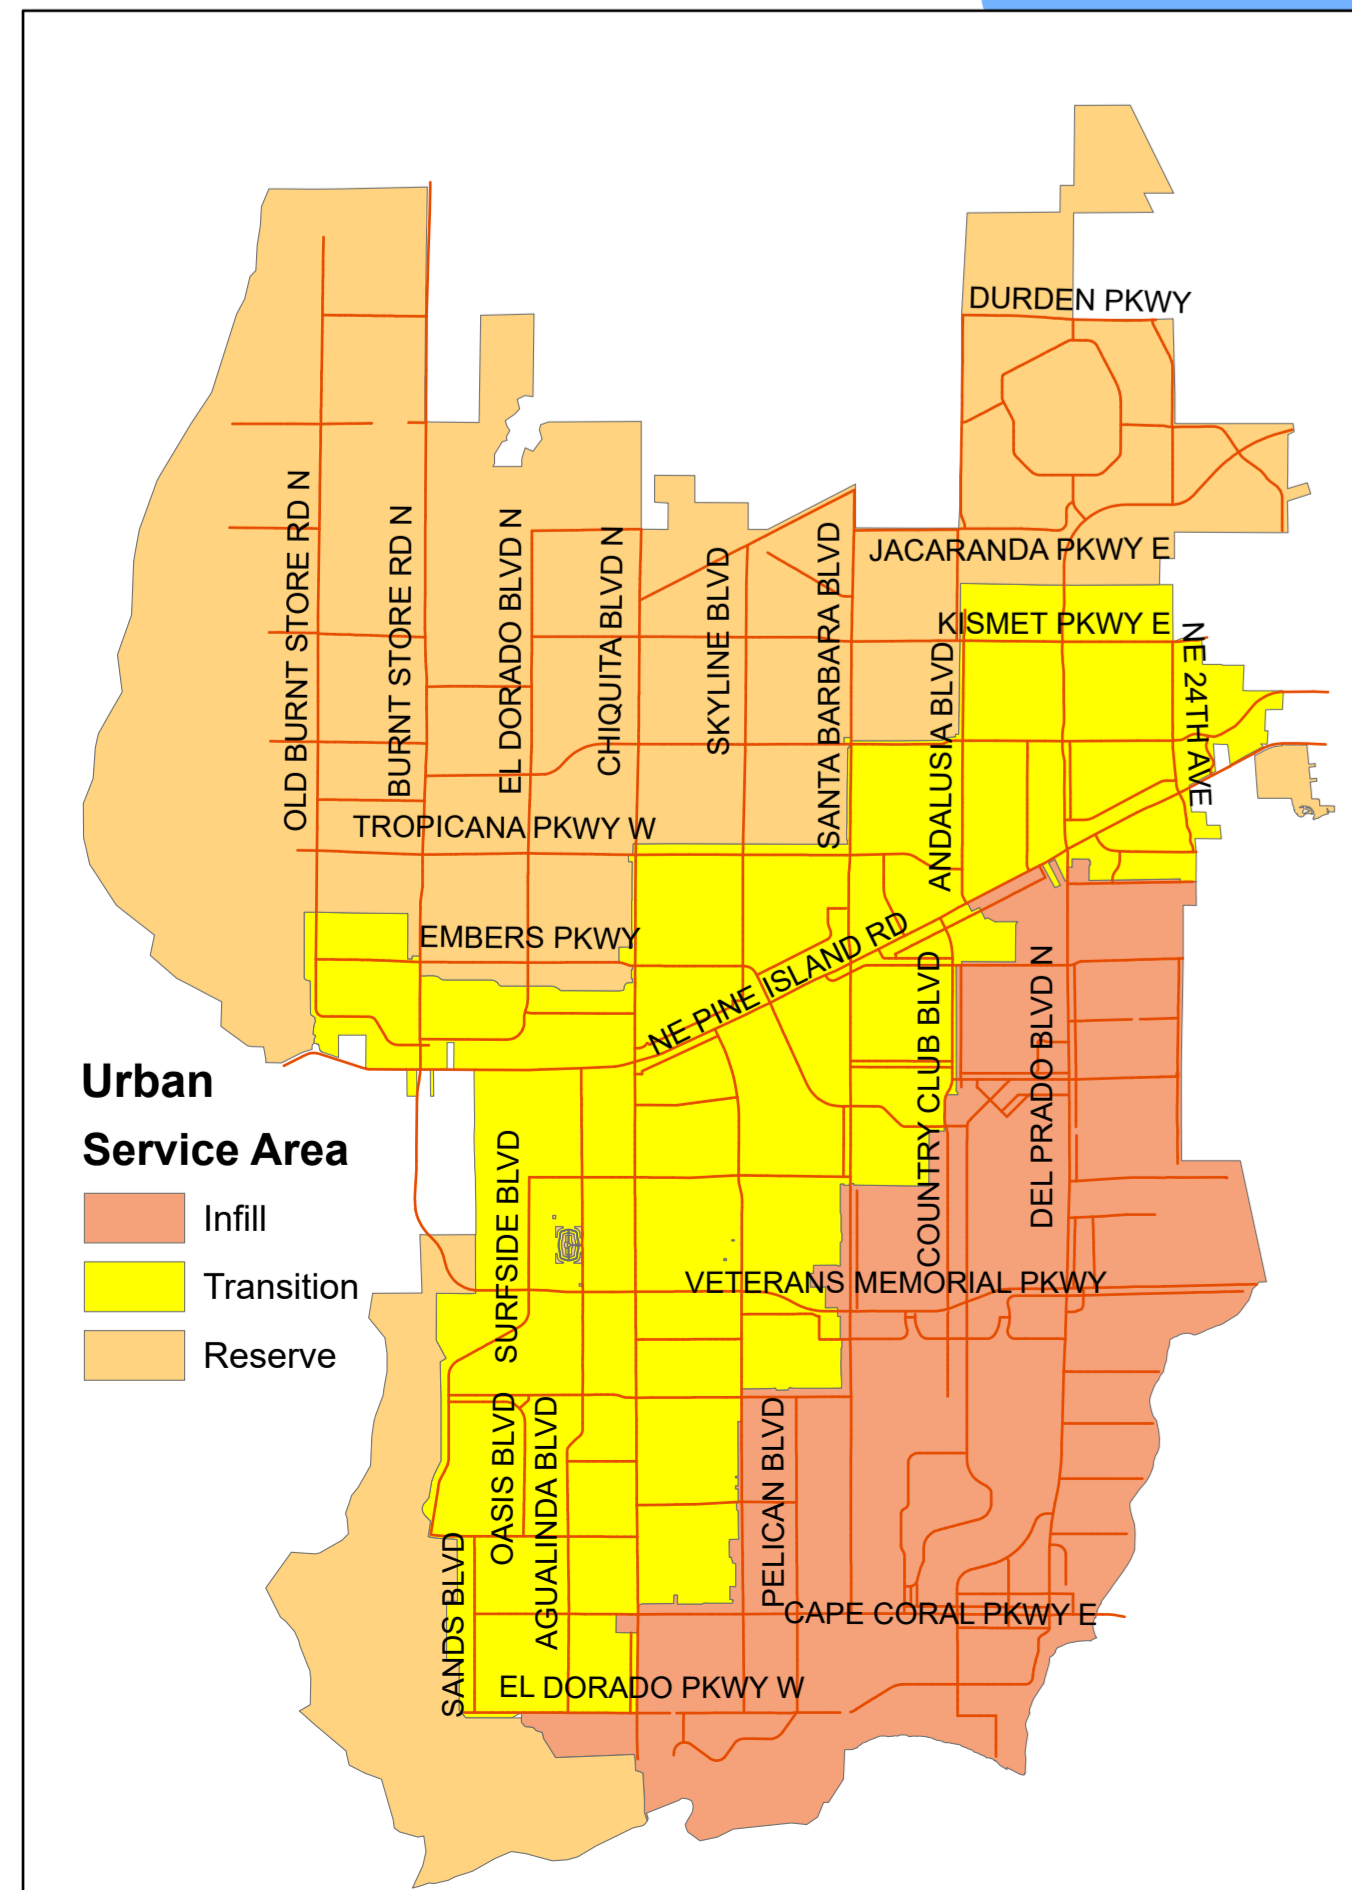 DURDEN PKWY
JACARANDA PKWY E
KISMET PKWY E
OLD BURNT STORE RD N
BURNT STORE RD N
EL DORADO BLVD N
CHIQUITA BLVD N
SKYLINE BLVD
SANTA BARBARA BLVD
ANDALUSIA BLVD
NE 24TH AVE
TROPICANA PKWY W
EMBERS PKWY
NE PINE ISLAND RD
COUNTRY CLUB BLVD
DEL PRADO BLVD N
Urban
Service Area
Infill
Transition
Reserve
SURFSIDE BLVD
VETERANS MEMORIAL PKWY
OASIS BLVD
AGUALINDA BLVD
PELICAN BLVD
SANDS BLVD
CAPE CORAL PKWY E
EL DORADO PKWY W